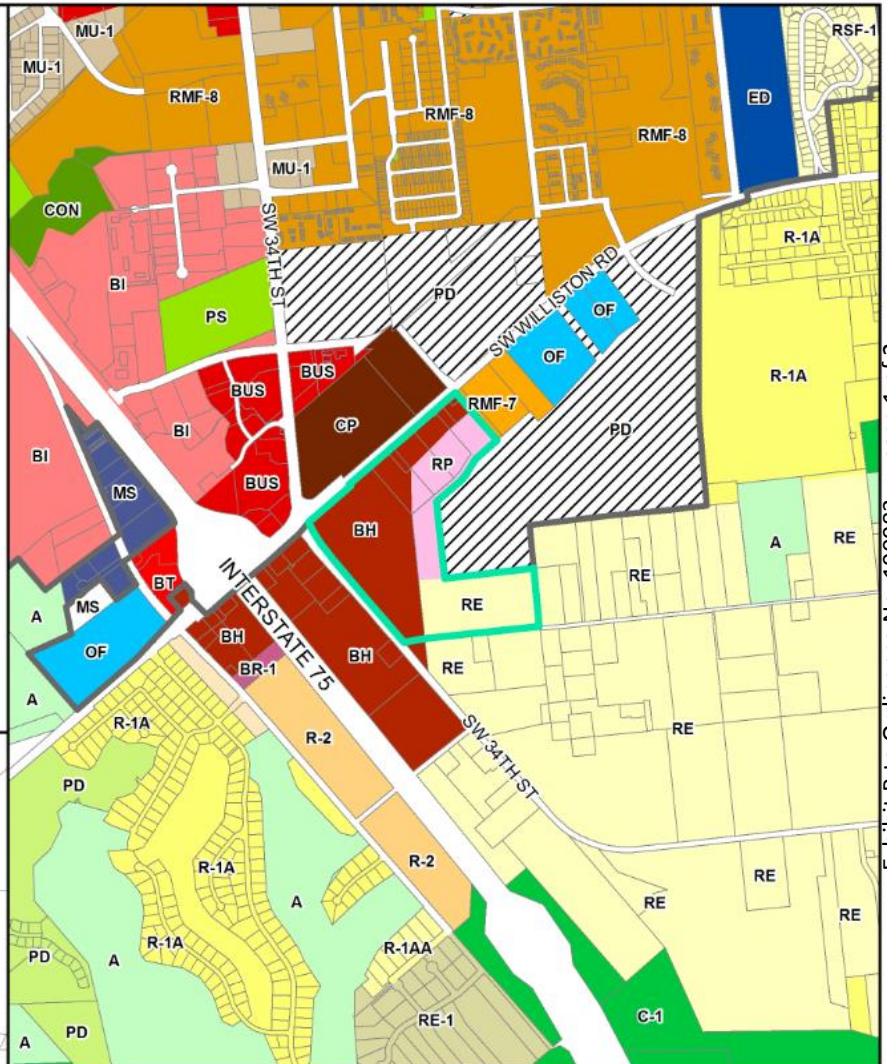 MU-1
RSF-1
MU-1
RMF-8
ED
RMF-8
RMF-8
MU-1
CON
SW 34TH ST
R-1A
BI
PD
PS
SW WILLISTON RD
OF
OF
BUS
BUS
R-1A
RMF-7
CP
BI
PD
BI
RP
BUS
MS
BH
A
RE
INTERSTATE 75
BT
RE
A
MS
RE
BH
OF
BH
BR-1
RE
A
R-1A
R-2
SW 34TH ST
RE
PD
R-2
R-1A
RE
A
RE
RE
R-1A
R-1AA
PD
A
RE-1
C-1
PD
A